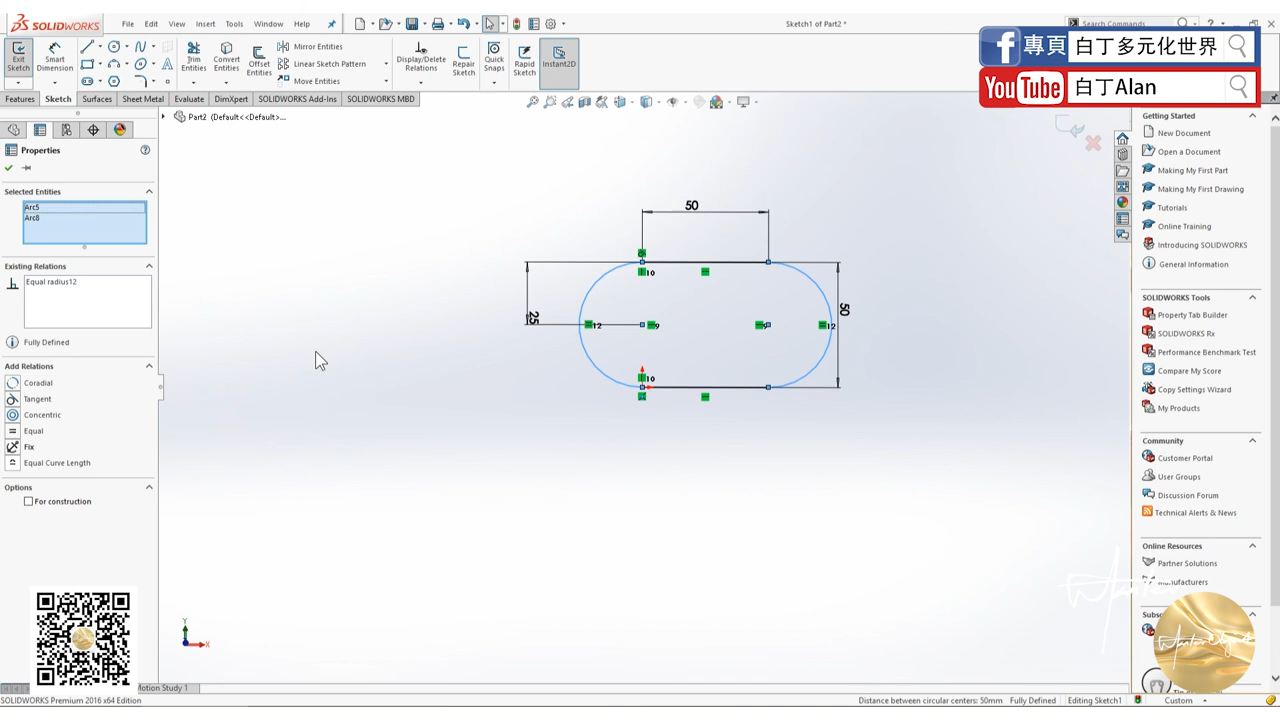 SOLIDWORKS
File Edit View Insert Tools Window Help
Sketch1 of Part2 *
Search Commands
Exit Sketch
Smart Dimension
Trim Entities
Convert Entities
Offset Entities
Mirror Entities
Linear Sketch Pattern
Move Entities
Display/Delete Relations
Repair Sketch
Quick Snaps
Rapid Sketch
Instant2D
專頁 白丁多元化世界
YouTube 白丁Alan
Features Sketch Surfaces Sheet Metal Evaluate DimXpert SOLIDWORKS Add-Ins SOLIDWORKS MBD
Part2 (Default<<Default>...
Properties
Selected Entities
Arc5
Arc8
Existing Relations
Equal radius12
Fully Defined
Add Relations
Coradial
Tangent
Concentric
Equal
Fix
Equal Curve Length
Options
For construction
50
10
25
12
9
9
12
50
10
Y
X
Getting Started
New Document
Open a Document
Making My First Part
Making My First Drawing
Tutorials
Online Training
Introducing SOLIDWORKS
General Information
SOLIDWORKS Tools
Property Tab Builder
SOLIDWORKS Rx
Performance Benchmark Test
Compare My Score
Copy Settings Wizard
My Products
Community
Customer Portal
User Groups
Discussion Forum
Technical Alerts & News
Online Resources
Partner Solutions
Manufacturers
Subsc
Motion Study 1
SOLIDWORKS Premium 2016 x64 Edition
Distance between circular centers: 50mm Fully Defined Editing Sketch1 Custom